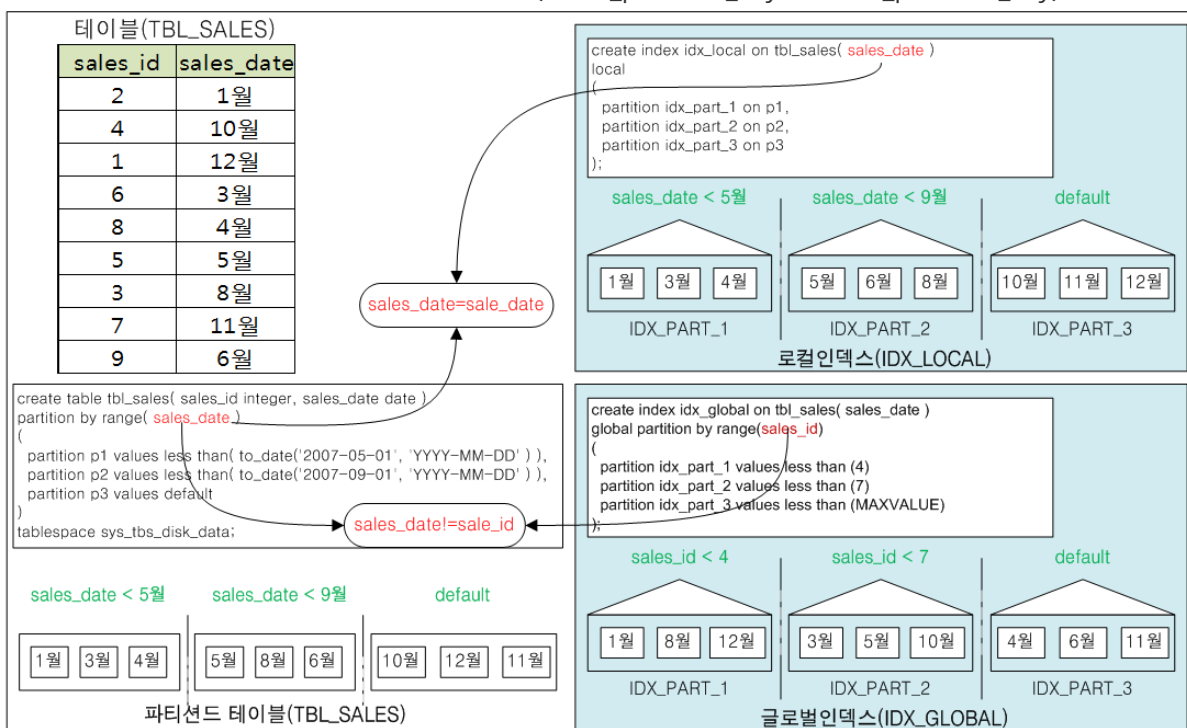 테이블(TBL_SALES)
sales_id sales_date
2 1월
4 10월
1 12월
6 3월
8 4월
5 5월
3 8월
7 11월
9 6월
create index idx_local on tbl_sales( sales_date )
local
(
partition idx_part_1 on p1,
partition idx_part_2 on p2,
partition idx_part_3 on p3
);
sales_date < 5월 sales_date < 9월 default
1월 3월 4월 5월 6월 8월 10월 11월 12월
IDX_PART_1 IDX_PART_2 IDX_PART_3
로컬인덱스(IDX_LOCAL)
sales_date=sale_date
create table tbl_sales( sales_id integer, sales_date date )
partition by range( sales_date )
(
partition p1 values less than( to_date('2007-05-01', 'YYYY-MM-DD' ) ),
partition p2 values less than( to_date('2007-09-01', 'YYYY-MM-DD' ) ),
partition p3 values default
)
tablespace sys_tbs_disk_data;
sales_date!=sale_id
create index idx_global on tbl_sales( sales_date )
global partition by range(sales_id)
(
partition idx_part_1 values less than (4)
partition idx_part_2 values less than (7)
partition idx_part_3 values less than (MAXVALUE)
);
sales_id < 4 sales_id < 7 default
1월 8월 12월 3월 5월 10월 4월 6월 11월
IDX_PART_1 IDX_PART_2 IDX_PART_3
글로벌인덱스(IDX_GLOBAL)
sales_date < 5월 sales_date < 9월 default
1월 3월 4월 5월 8월 6월 10월 12월 11월
파티션드 테이블(TBL_SALES)